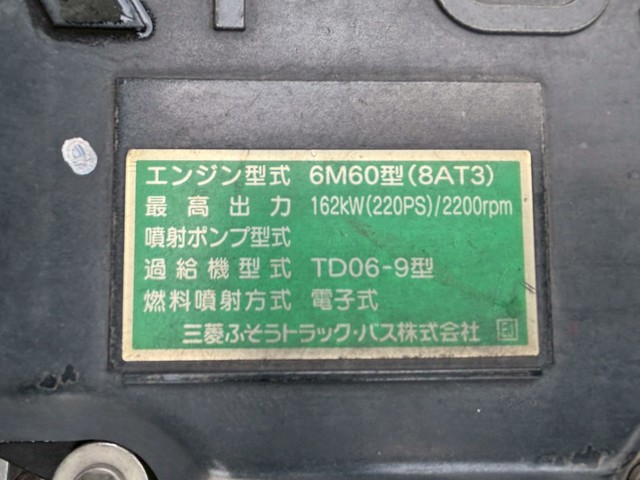 エンジン型式 6M60型(8AT3)
最高出力 162kW(220PS)/2200rpm
噴射ポンプ型式
過給機型式 TD06-9型
燃料噴射方式 電子式
三菱ふそうトラック・バス株式会社